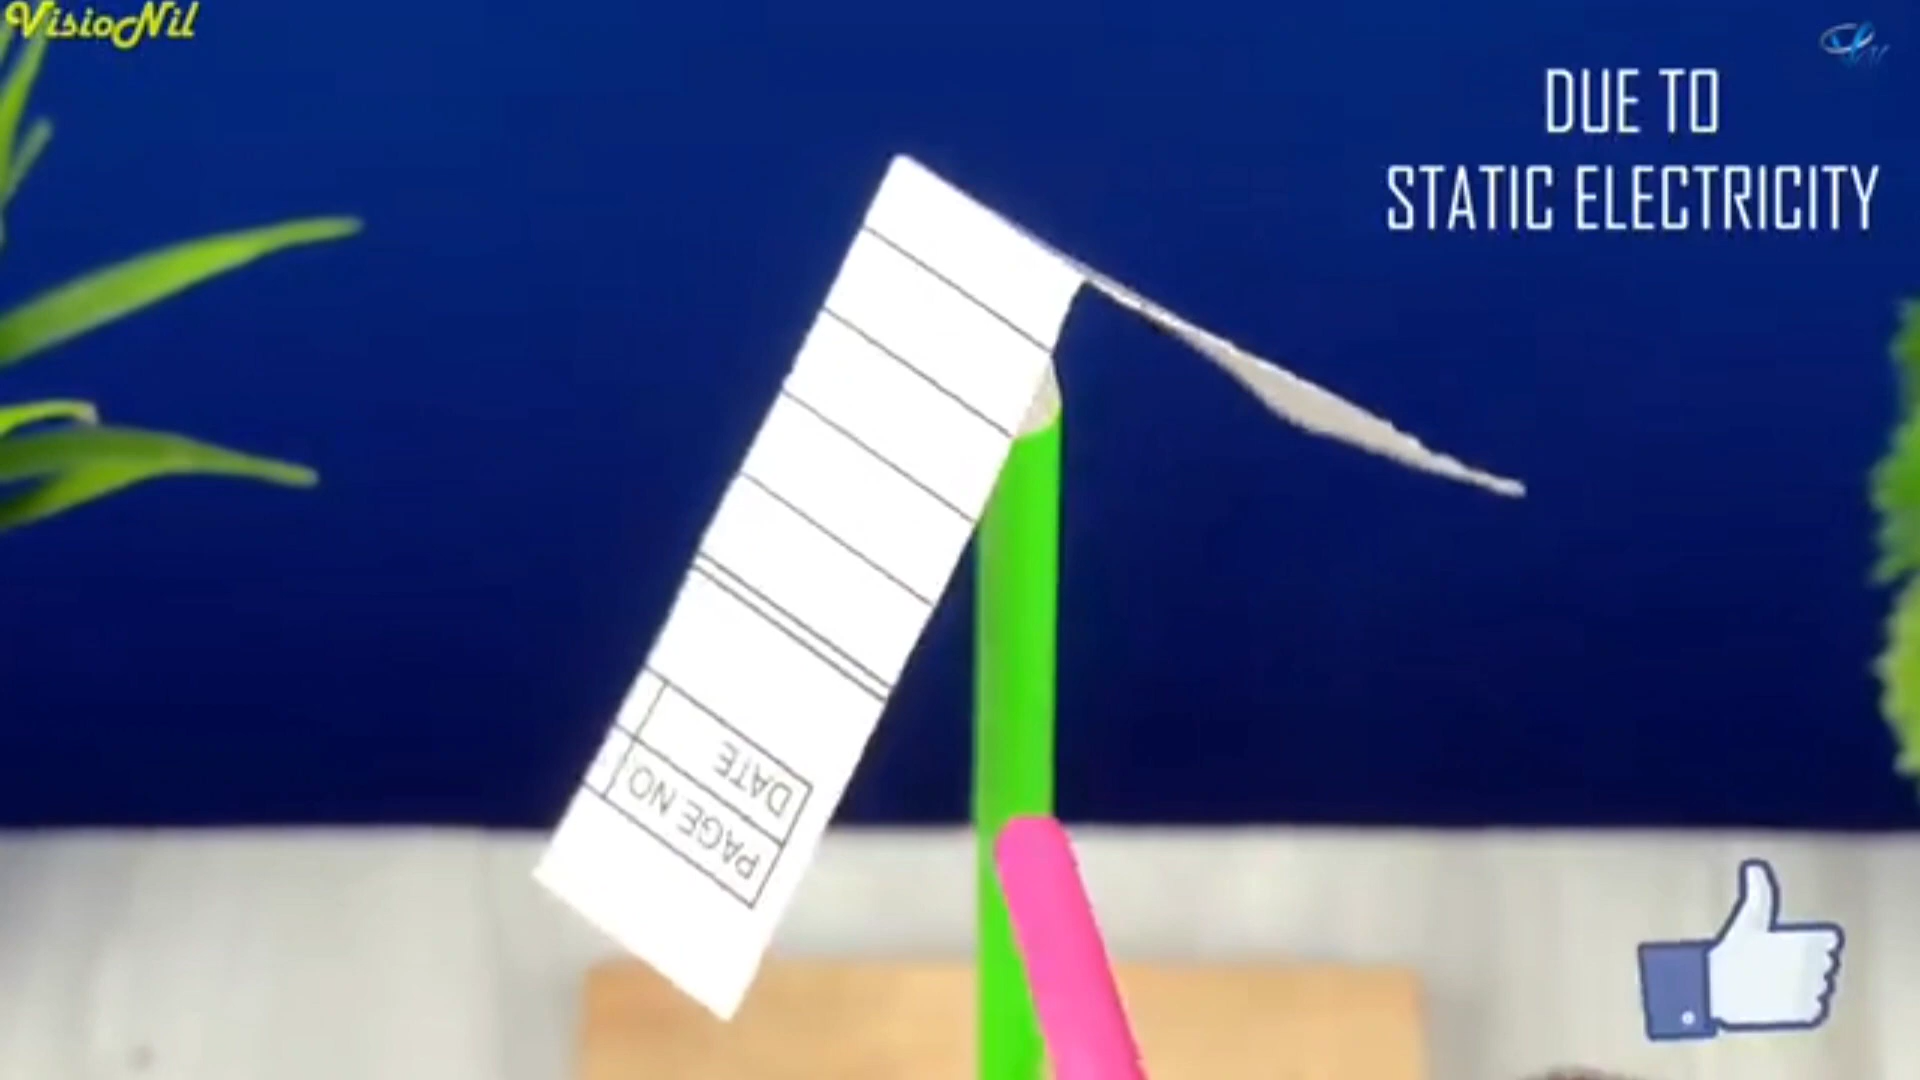 VisioNil
DUE TO
STATIC ELECTRICITY
PAGE NO.
DATE